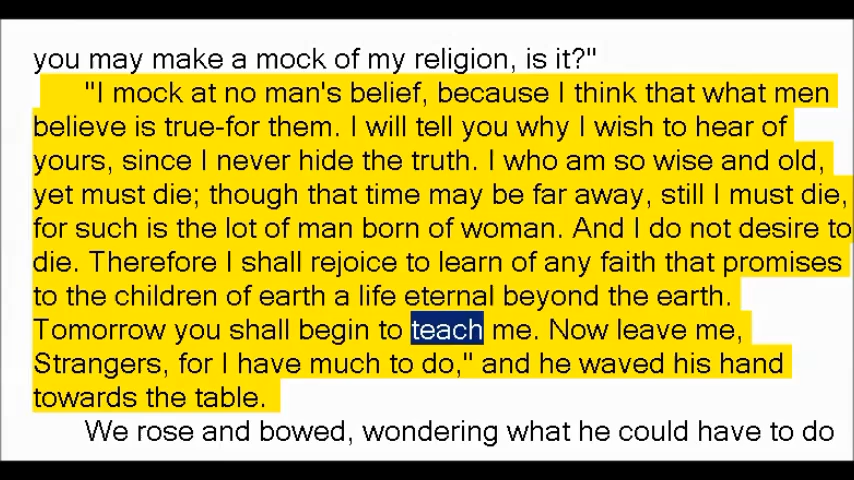 you may make a mock of my religion, is it?"
"I mock at no man's belief, because I think that what men
believe is true-for them. I will tell you why I wish to hear of
yours, since I never hide the truth. I who am so wise and old,
yet must die; though that time may be far away, still I must die,
for such is the lot of man born of woman. And I do not desire to
die. Therefore I shall rejoice to learn of any faith that promises
to the children of earth a life eternal beyond the earth.
Tomorrow you shall begin to teach me. Now leave me,
Strangers, for I have much to do," and he waved his hand
towards the table.
We rose and bowed, wondering what he could have to do